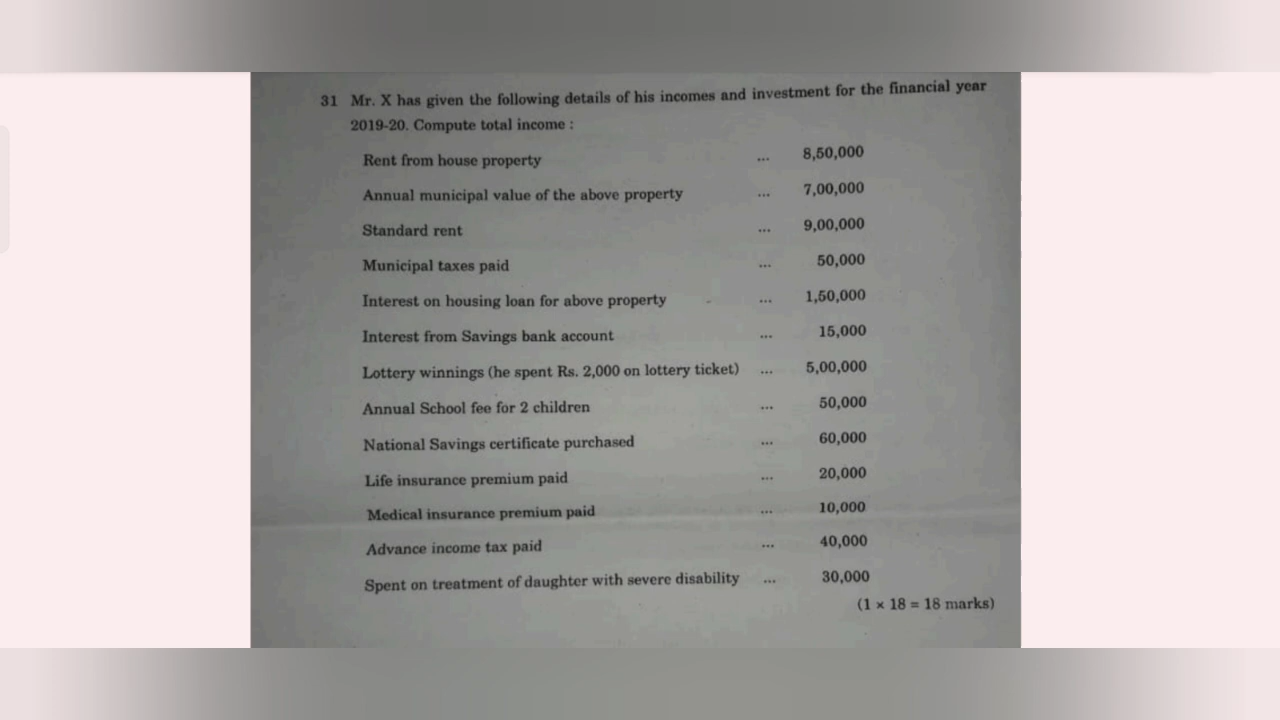 31 Mr. X has given the following details of his incomes and investment for the financial year
2019-20. Compute total income :
Rent from house property ... 8,50,000
Annual municipal value of the above property ... 7,00,000
Standard rent ... 9,00,000
Municipal taxes paid ... 50,000
Interest on housing loan for above property ... 1,50,000
Interest from Savings bank account ... 15,000
Lottery winnings (he spent Rs. 2,000 on lottery ticket) ... 5,00,000
Annual School fee for 2 children ... 50,000
National Savings certificate purchased ... 60,000
Life insurance premium paid ... 20,000
Medical insurance premium paid ... 10,000
Advance income tax paid ... 40,000
Spent on treatment of daughter with severe disability ... 30,000
(1 × 18 = 18 marks)